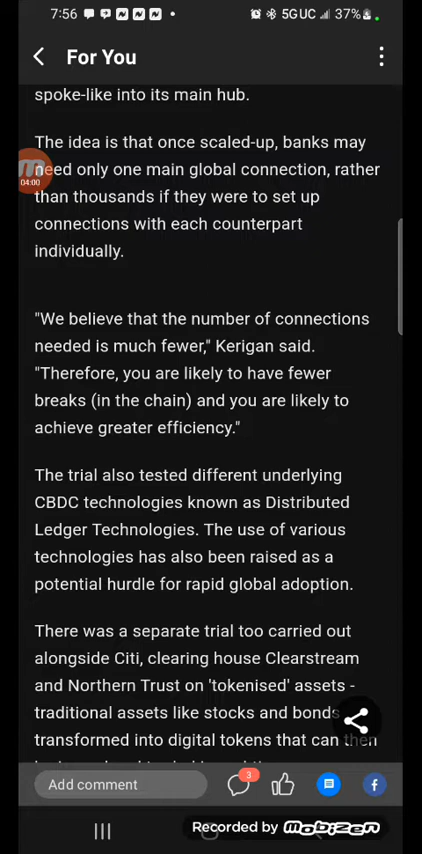 7:56
5G UC
37%
For You
spoke-like into its main hub.
The idea is that once scaled-up, banks may
need only one main global connection, rather
04:00
than thousands if they were to set up
connections with each counterpart
individually.
"We believe that the number of connections
needed is much fewer," Kerigan said.
"Therefore, you are likely to have fewer
breaks (in the chain) and you are likely to
achieve greater efficiency."
The trial also tested different underlying
CBDC technologies known as Distributed
Ledger Technologies. The use of various
technologies has also been raised as a
potential hurdle for rapid global adoption.
There was a separate trial too carried out
alongside Citi, clearing house Clearstream
and Northern Trust on 'tokenised' assets -
traditional assets like stocks and bonds
transformed into digital tokens that can then
Add comment
3
Recorded by mobizen